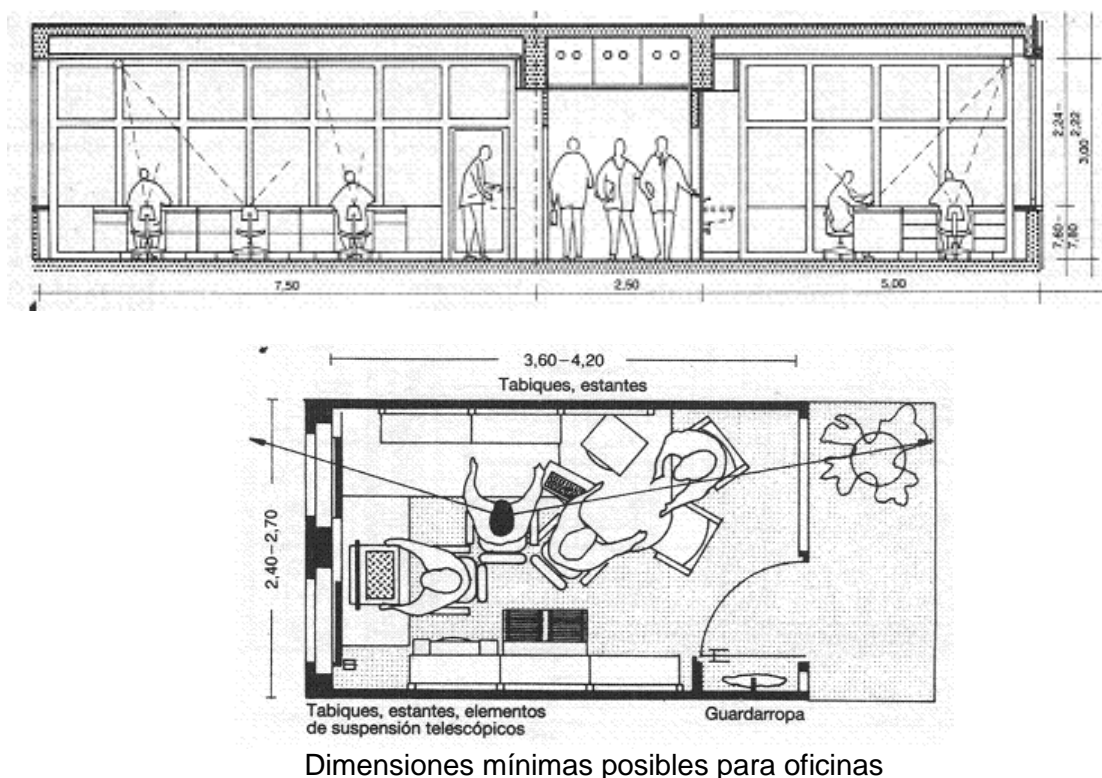 2,24-
2,22
3,00
7,60-
7,80
7,50
2,50
5,00
3,60–4,20
Tabiques, estantes
2,40–2,70
Tabiques, estantes, elementos
de suspensión telescópicos
Guardarropa
Dimensiones mínimas posibles para oficinas